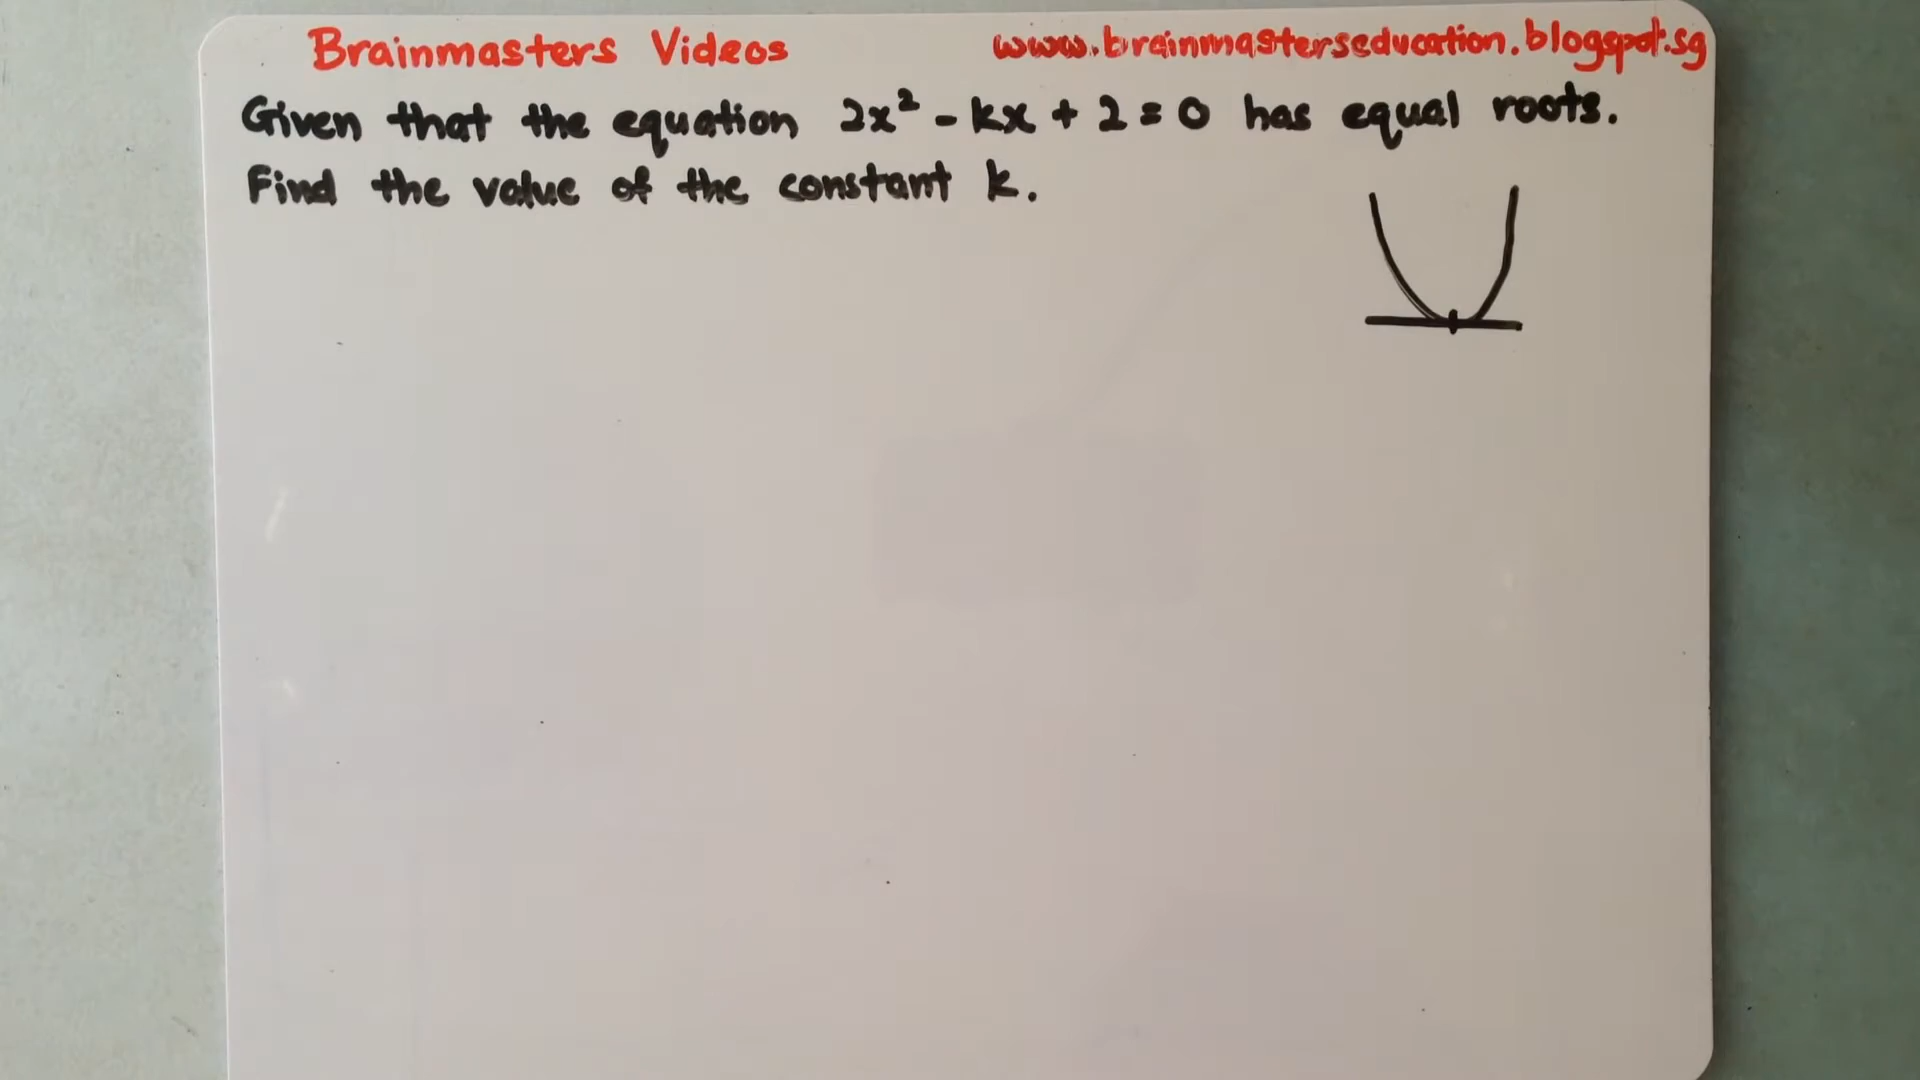 Brainmasters Videos www.brainmasterseducation.blogspot.sg
Given that the equation 2x² - kx + 2 = 0 has equal roots.
Find the value of the constant k.